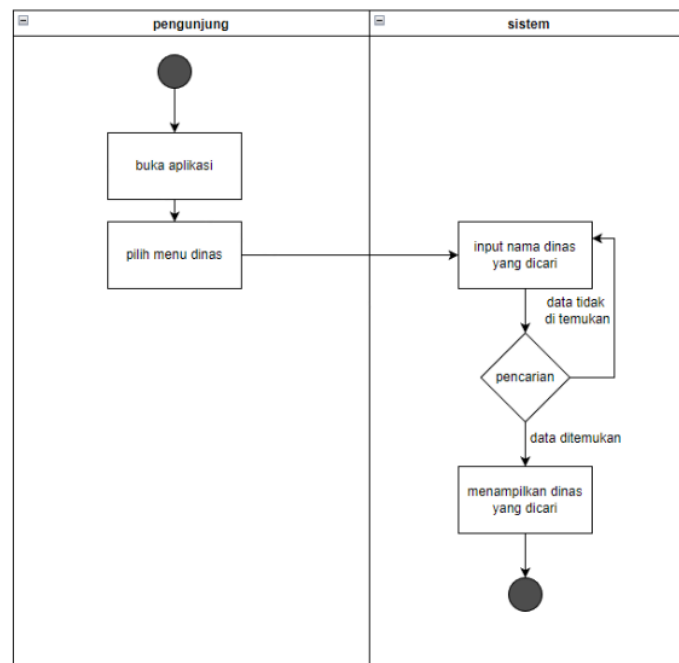 pengunjung
sistem
buka aplikasi
pilih menu dinas
input nama dinas
yang dicari
data tidak
di temukan
pencarian
data ditemukan
menampilkan dinas
yang dicari